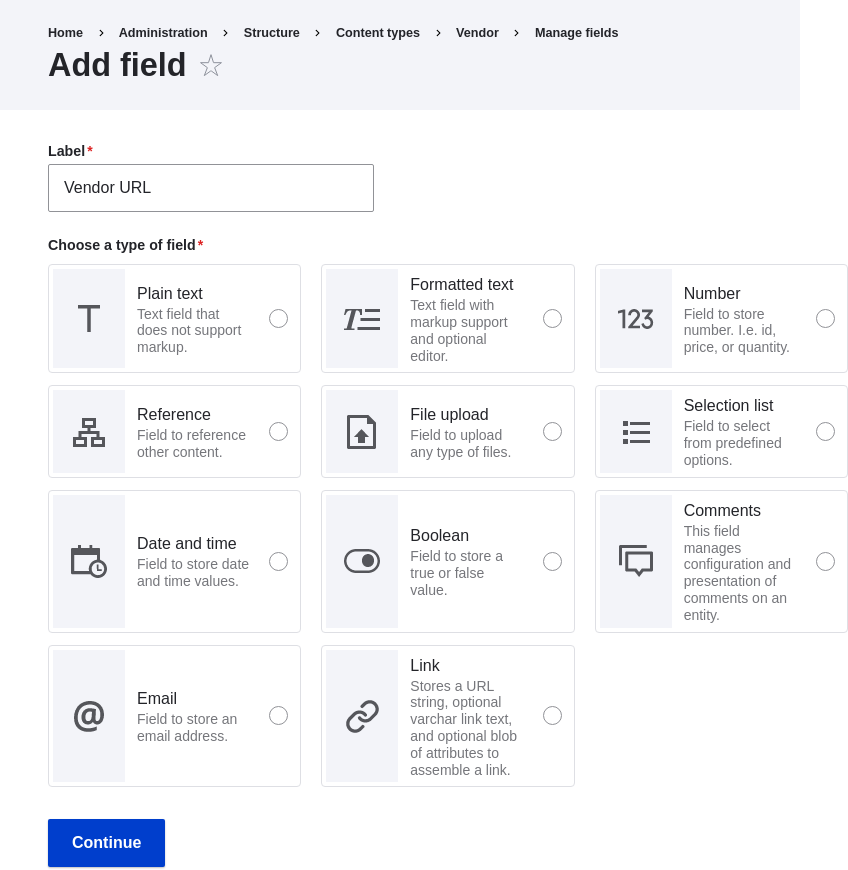 Home > Administration > Structure > Content types > Vendor > Manage fields
Add field
Label*
Vendor URL
Choose a type of field*
Plain text
Text field that
does not support
markup.
Formatted text
Text field with
markup support
and optional
editor.
123
Number
Field to store
number. I.e. id,
price, or quantity.
Reference
Field to reference
other content.
File upload
Field to upload
any type of files.
Selection list
Field to select
from predefined
options.
Date and time
Field to store date
and time values.
Boolean
Field to store a
true or false
value.
Comments
This field
manages
configuration and
presentation of
comments on an
entity.
@
Email
Field to store an
email address.
Link
Stores a URL
string, optional
varchar link text,
and optional blob
of attributes to
assemble a link.
Continue